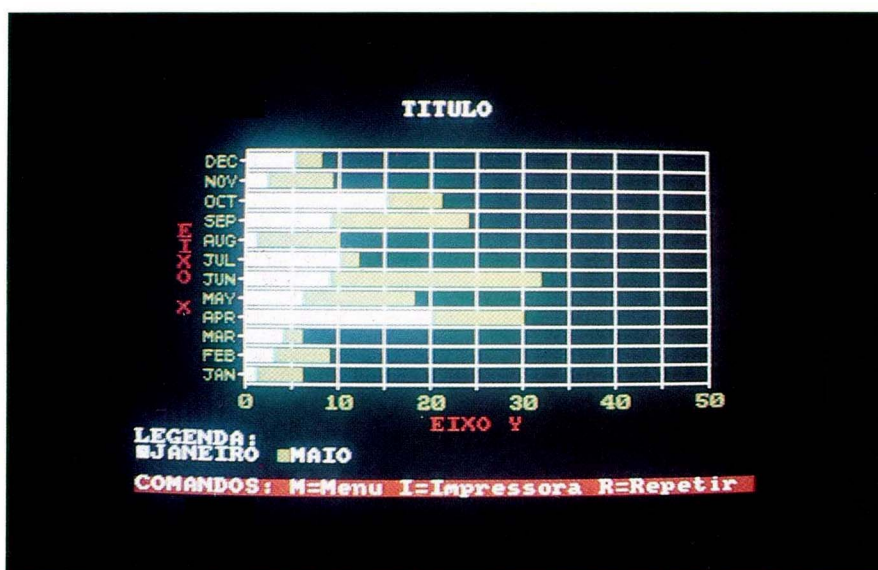 TITULO
DEC
NOV
OCT
SEP
AUG
JUL
JUN
MAY
APR
MAR
FEB
JAN
EIXO X
0 10 20 30 40 50
EIXO Y
LEGENDA:
JANEIRO MAIO
COMANDOS: M=Menu I=Impressora R=Repetir